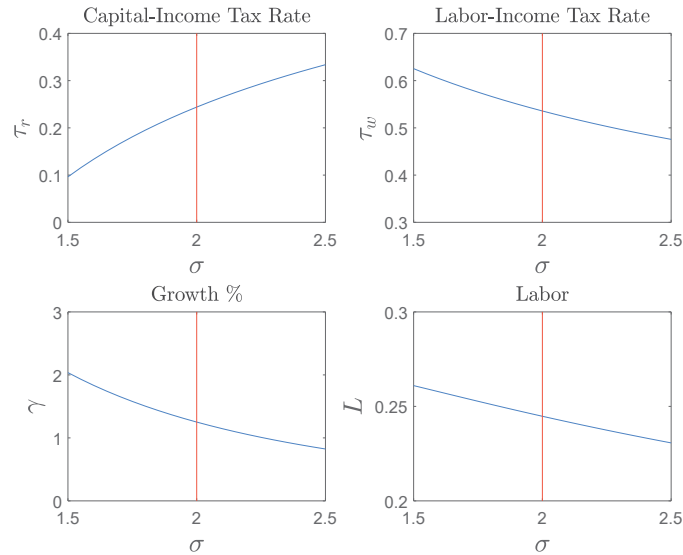 Capital-Income Tax Rate
0.4
0.3
0.2
0.1
0
τr
1.5
2
2.5
σ
Labor-Income Tax Rate
0.7
0.6
0.5
0.4
0.3
τw
1.5
2
2.5
σ
Growth %
3
2
1
0
γ
1.5
2
2.5
σ
Labor
0.3
0.25
0.2
L
1.5
2
2.5
σ